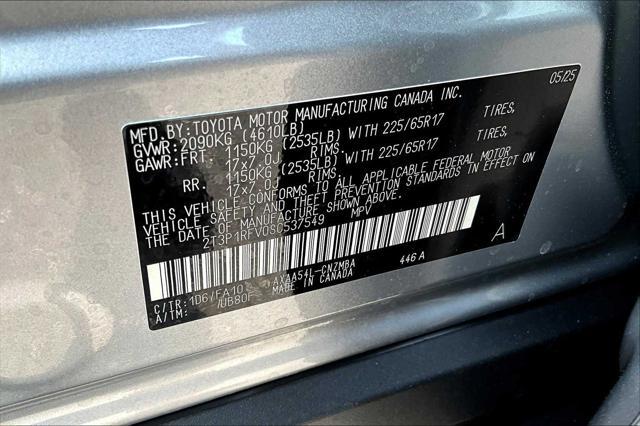 05/25
MFD.BY:TOYOTA MOTOR MANUFACTURING CANADA INC.
GVWR:2090KG (4610LB)
GAWR:FRT. 1150KG (2535LB) WITH 225/65R17 TIRES,
17x7.0J RIMS,
RR. 1150KG (2535LB) WITH 225/65R17 TIRES,
17x7.0J RIMS,
THIS VEHICLE CONFORMS TO ALL APPLICABLE FEDERAL MOTOR
VEHICLE SAFETY AND THEFT PREVENTION STANDARDS IN EFFECT ON
THE DATE OF MANUFACTURE SHOWN ABOVE.
2T3P1RFV0SC537549 MPV
A
C/TR:1D6/FA10 AXAA54L-CNZMBA 446A
A/TM: /UB80F MADE IN CANADA